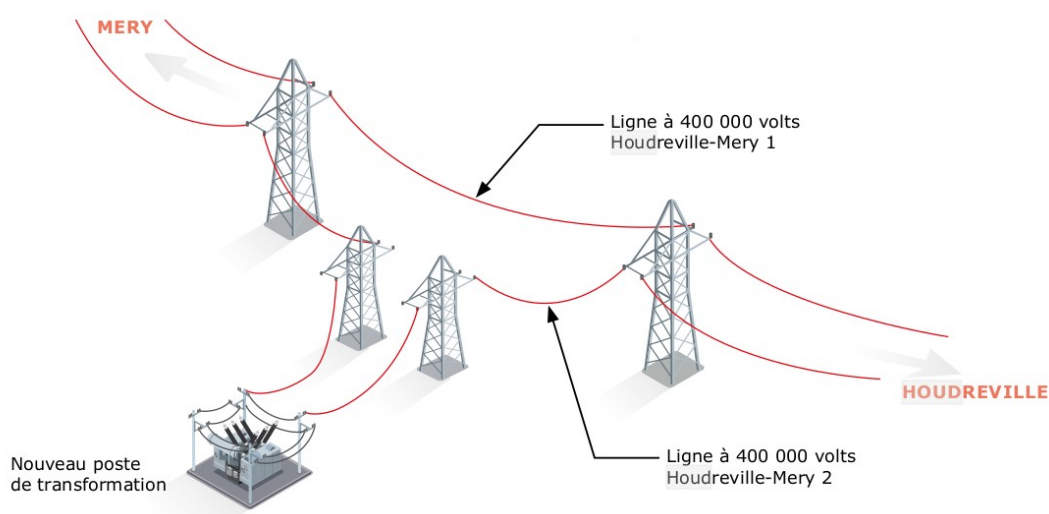 MERY
Ligne à 400 000 volts
Houdreville-Mery 1
HOUDREVILLE
Ligne à 400 000 volts
Houdreville-Mery 2
Nouveau poste
de transformation